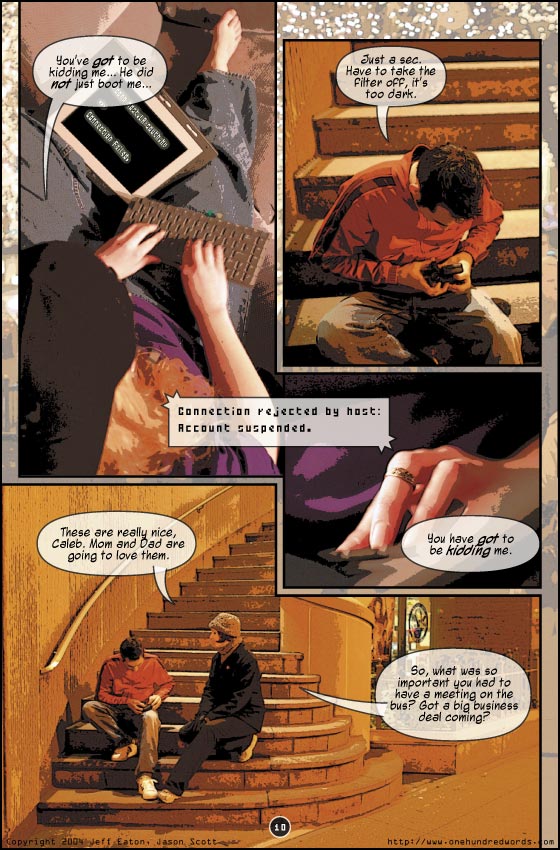 You've got to be
kidding me... He did
not just boot me...
Just a sec.
Have to take the
filter off, it's
too dark.
Connection rejected by host:
Account suspended.
You have got to
be kidding me.
These are really nice,
Caleb. Mom and Dad are
going to love them.
So, what was so
important you had to
have a meeting on the
bus? Got a big business
deal coming?
10
Copyright 2004 Jeff Eaton, Jason Scott
http://www.onehundredwords.com